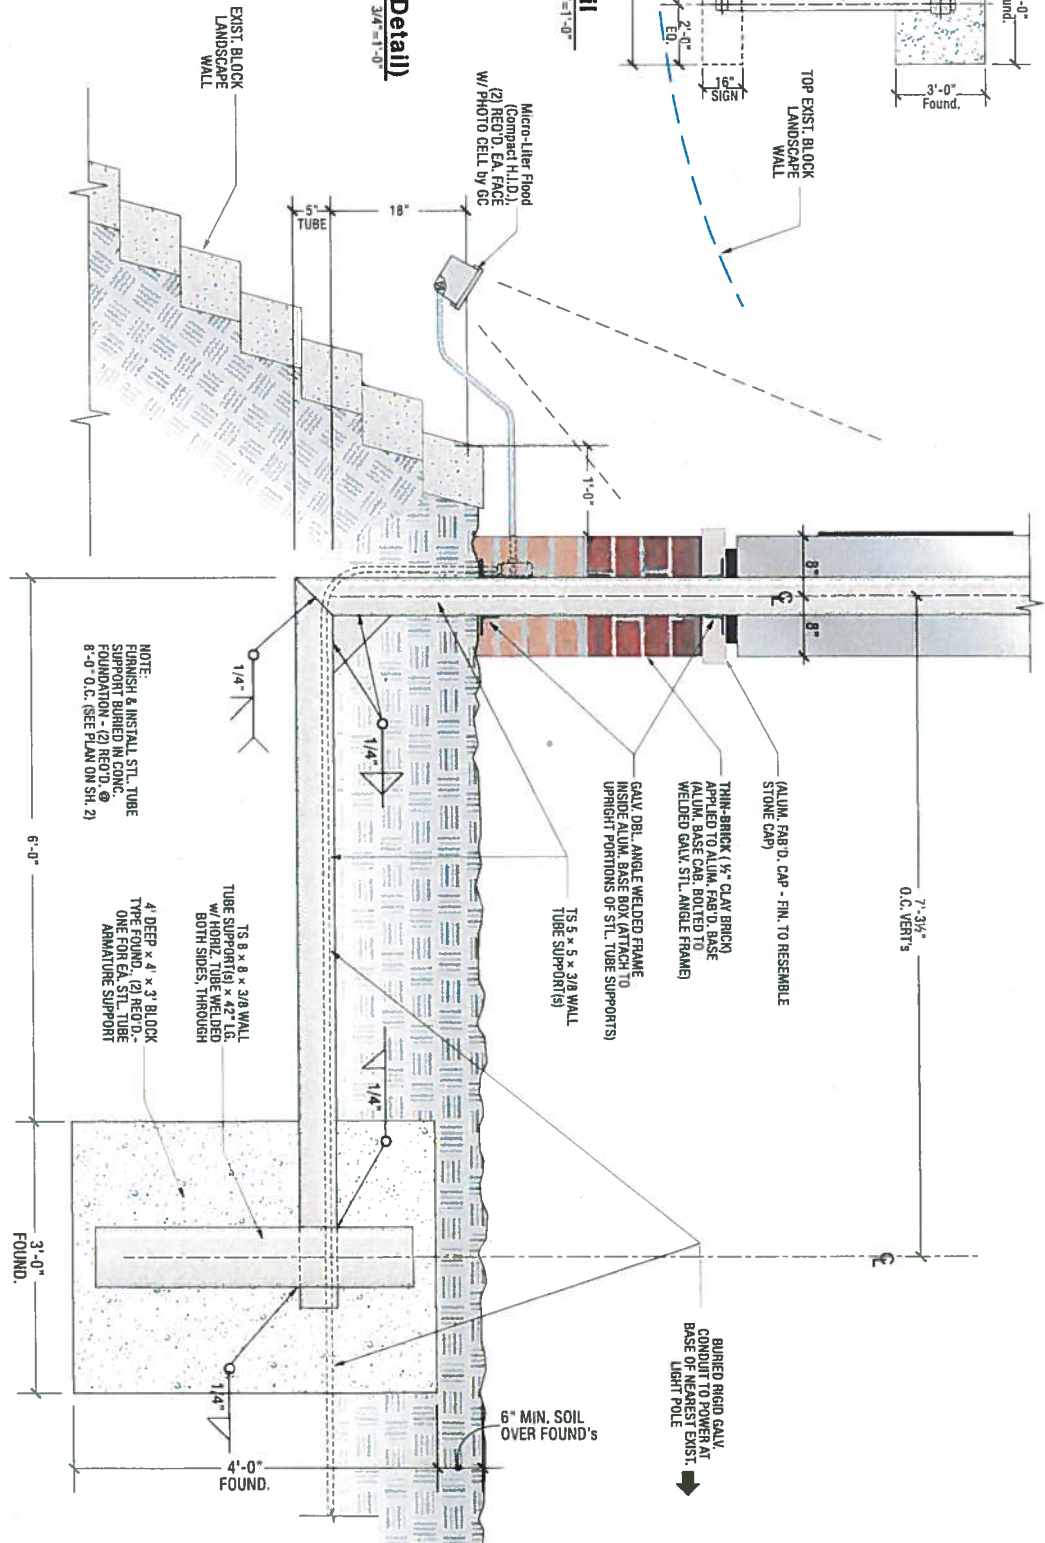 -0"
und.
3'-0"
Found.
16"
SIGN
2'-0"
EQ.
il
=1'-0"
Detail)
3/4"=1'-0"
TOP EXIST. BLOCK
LANDSCAPE
WALL
EXIST. BLOCK
LANDSCAPE
WALL
Micro-Liter Flood
(Compact H.I.D.),
(2) REQ'D. EA. FACE
W/ PHOTO CELL by GC
5"
TUBE
18"
1'-0"
8"
8"
℄
7'-3½"
O.C. VERT's
(ALUM. FAB'D. CAP - FIN. TO RESEMBLE
STONE CAP)
THIN-BRICK ( ½" CLAY BRICK)
APPLIED TO ALUM. FAB'D. BASE
(ALUM. BASE CAB. BOLTED TO
WELDED GALV. STL. ANGLE FRAME)
GALV. DBL. ANGLE WELDED FRAME
INSIDE ALUM. BASE BOX (ATTACH TO
UPRIGHT PORTIONS OF STL. TUBE SUPPORTS)
TS 5 x 5 x 3/8 WALL
TUBE SUPPORT(s)
℄
BURIED RIGID GALV.
CONDUIT TO POWER AT
BASE OF NEAREST EXIST.
LIGHT POLE
1/4"
1/4"
1/4"
1/4"
NOTE:
FURNISH & INSTALL STL. TUBE
SUPPORT BURIED IN CONC.
FOUNDATION - (2) REQ'D. @
8'-0" O.C. (SEE PLAN ON SH. 2)
TS 8 x 8 x 3/8 WALL
TUBE SUPPORT(s) x 42" LG.
w/ HORIZ. TUBE WELDED
BOTH SIDES, THROUGH
4' DEEP x 4' x 3' BLOCK
TYPE FOUND., (2) REQ'D.-
ONE FOR EA. STL. TUBE
ARMATURE SUPPORT
6'-0"
3'-0"
FOUND.
4'-0"
FOUND.
6" MIN. SOIL
OVER FOUND's